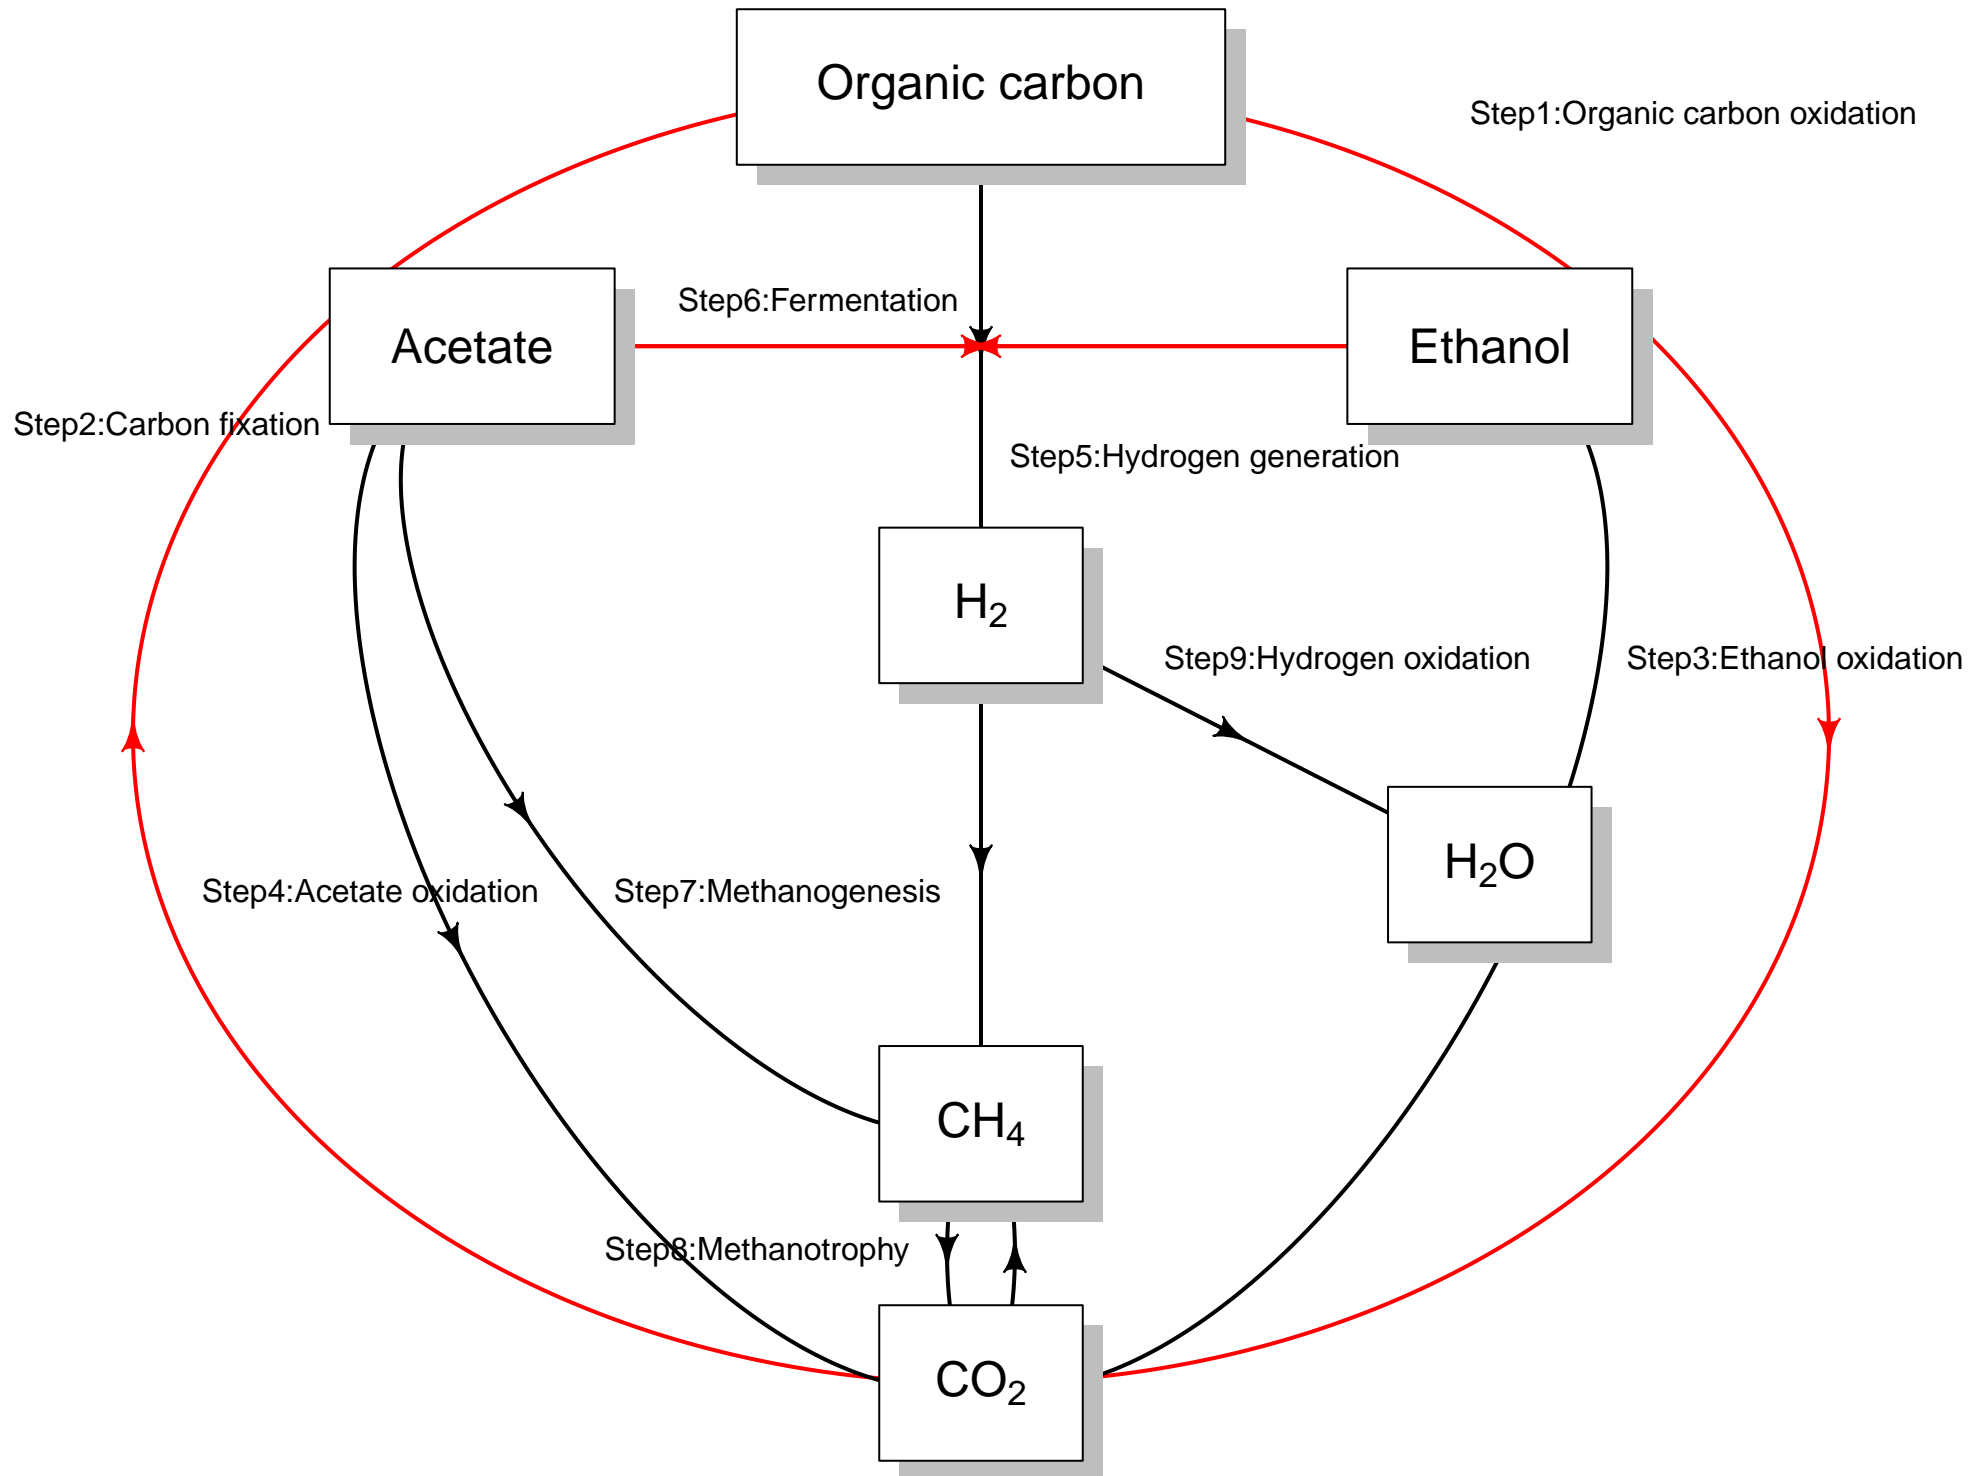 Organic carbon
Step1:Organic carbon oxidation
Step6:Fermentation
Acetate
Ethanol
Step2:Carbon fixation
Step5:Hydrogen generation
H₂
Step9:Hydrogen oxidation
Step3:Ethanol oxidation
H₂O
Step4:Acetate oxidation
Step7:Methanogenesis
CH₄
Step8:Methanotrophy
CO₂